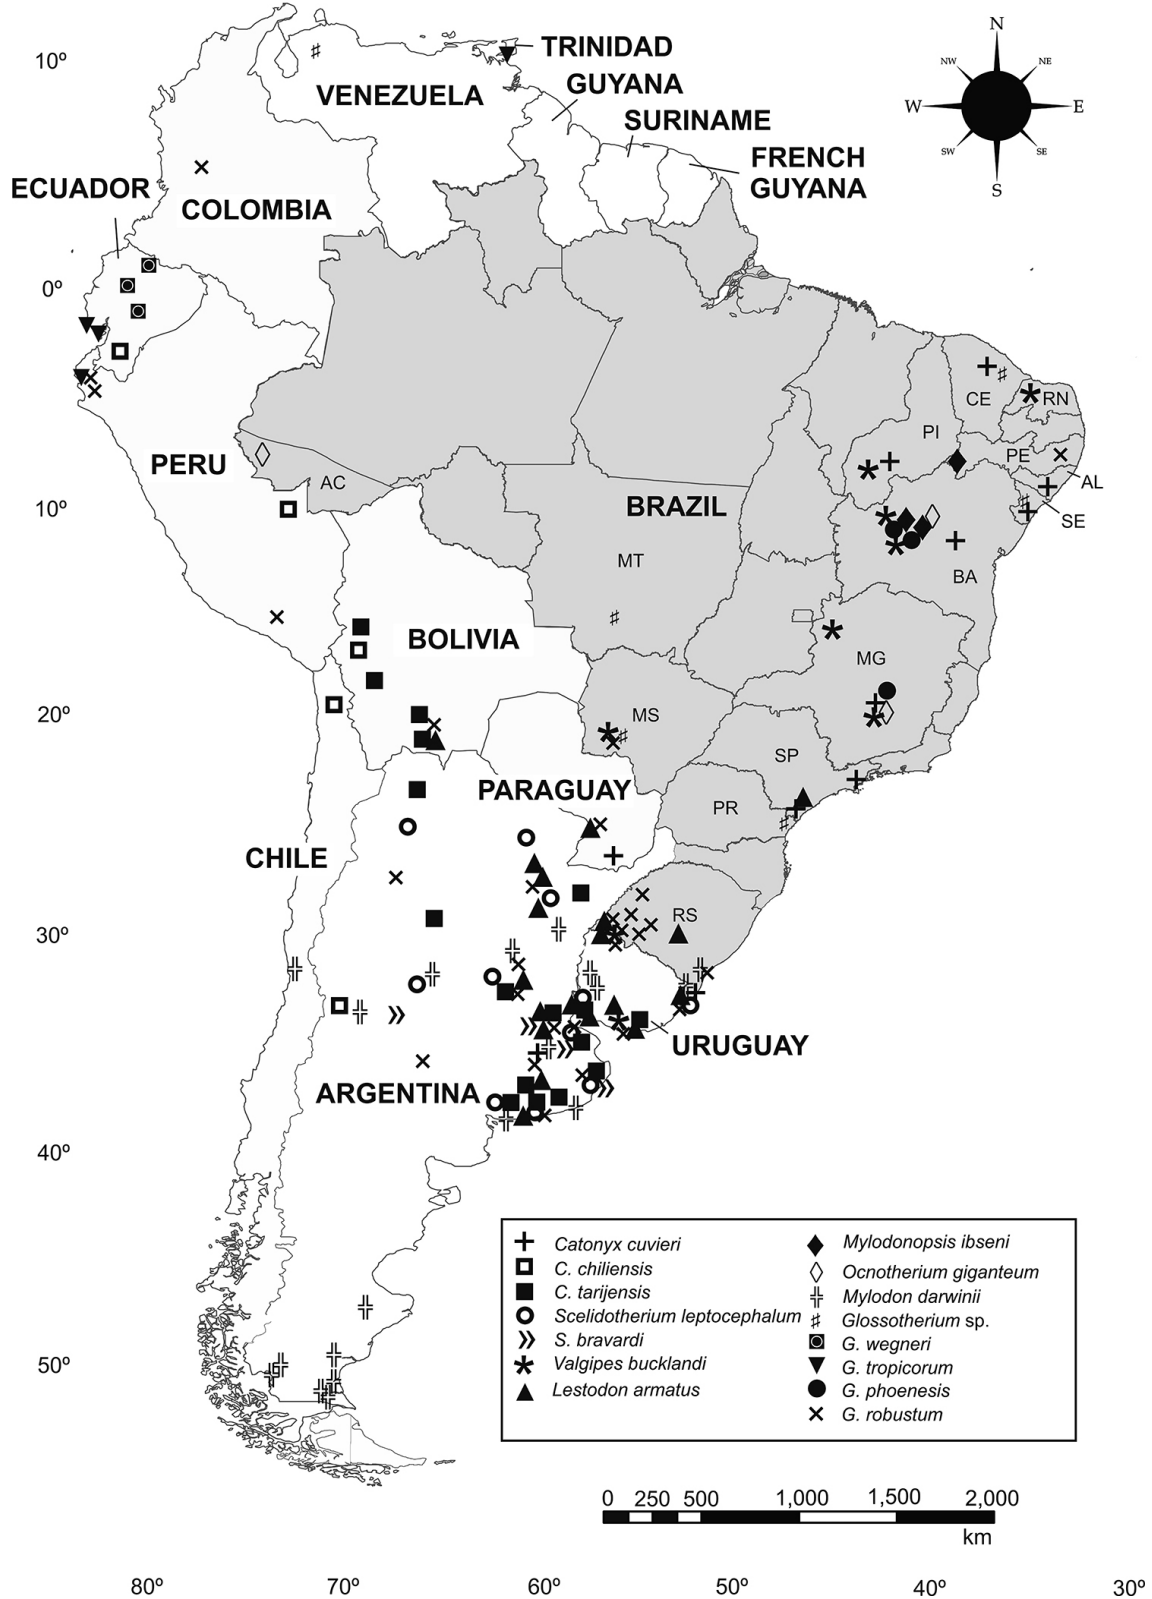 N
NW
NE
W
E
SW
SE
S
10º
0º
10º
20º
30º
40º
50º
TRINIDAD
GUYANA
VENEZUELA
SURINAME
FRENCH
GUYANA
ECUADOR
COLOMBIA
CE
RN
PI
PERU
PE
AC
AL
BRAZIL
SE
MT
BA
BOLIVIA
MG
MS
SP
PARAGUAY
PR
CHILE
RS
URUGUAY
ARGENTINA
Catonyx cuvieri
C. chiliensis
C. tarijensis
Scelidotherium leptocephalum
S. bravardi
Valgipes bucklandi
Lestodon armatus
Mylodonopsis ibseni
Ocnotherium giganteum
Mylodon darwinii
Glossotherium sp.
G. wegneri
G. tropicorum
G. phoenesis
G. robustum
0 250 500 1,000 1,500 2,000
km
80º 70º 60º 50º 40º 30º